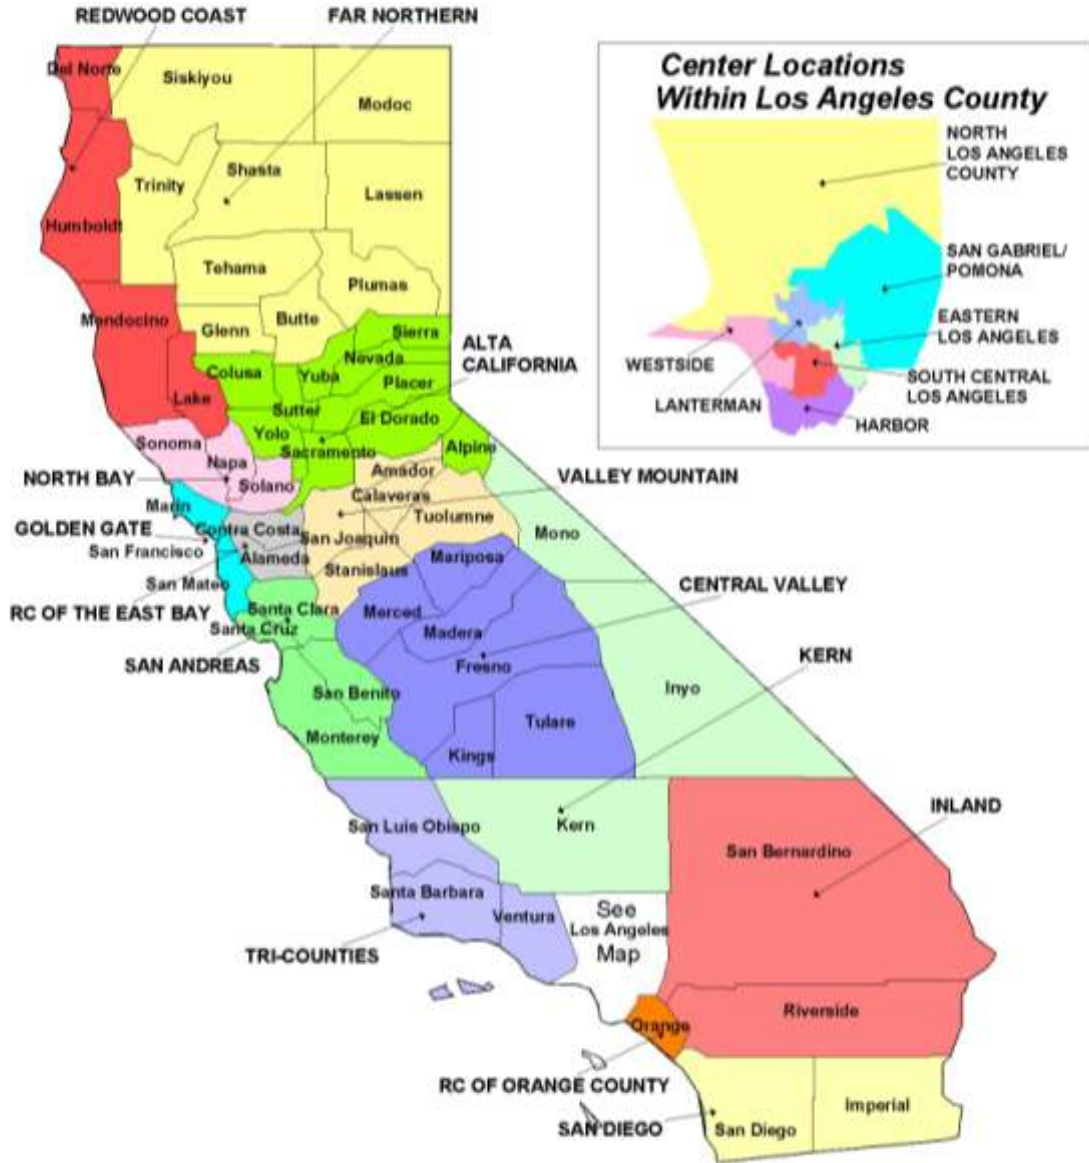 REDWOOD COAST
FAR NORTHERN
Del Norte
Siskiyou
Modoc
Trinity
Shasta
Lassen
Humboldt
Tehama
Plumas
Mendocino
Glenn
Butte
Sierra
Nevada
Colusa
Yuba
Placer
Lake
Sutter
El Dorado
Yolo
Sacramento
Alpine
ALTA
CALIFORNIA
Sonoma
Napa
Solano
Amador
Calaveras
Tuolumne
Mono
NORTH BAY
VALLEY MOUNTAIN
Marin
GOLDEN GATE
Contra Costa
San Francisco
San Joaquin
Alameda
Mariposa
Stanislaus
San Mateo
RC OF THE EAST BAY
CENTRAL VALLEY
Santa Clara
Merced
Santa Cruz
Madera
SAN ANDREAS
Fresno
KERN
San Benito
Inyo
Tulare
Monterey
Kings
San Luis Obispo
Kern
INLAND
San Bernardino
Santa Barbara
Ventura
See
Los Angeles
Map
TRI-COUNTIES
Riverside
Orange
RC OF ORANGE COUNTY
SAN DIEGO
San Diego
Imperial
Center Locations
Within Los Angeles County
NORTH
LOS ANGELES
COUNTY
SAN GABRIEL/
POMONA
EASTERN
LOS ANGELES
WESTSIDE
SOUTH CENTRAL
LOS ANGELES
LANTERMAN
HARBOR